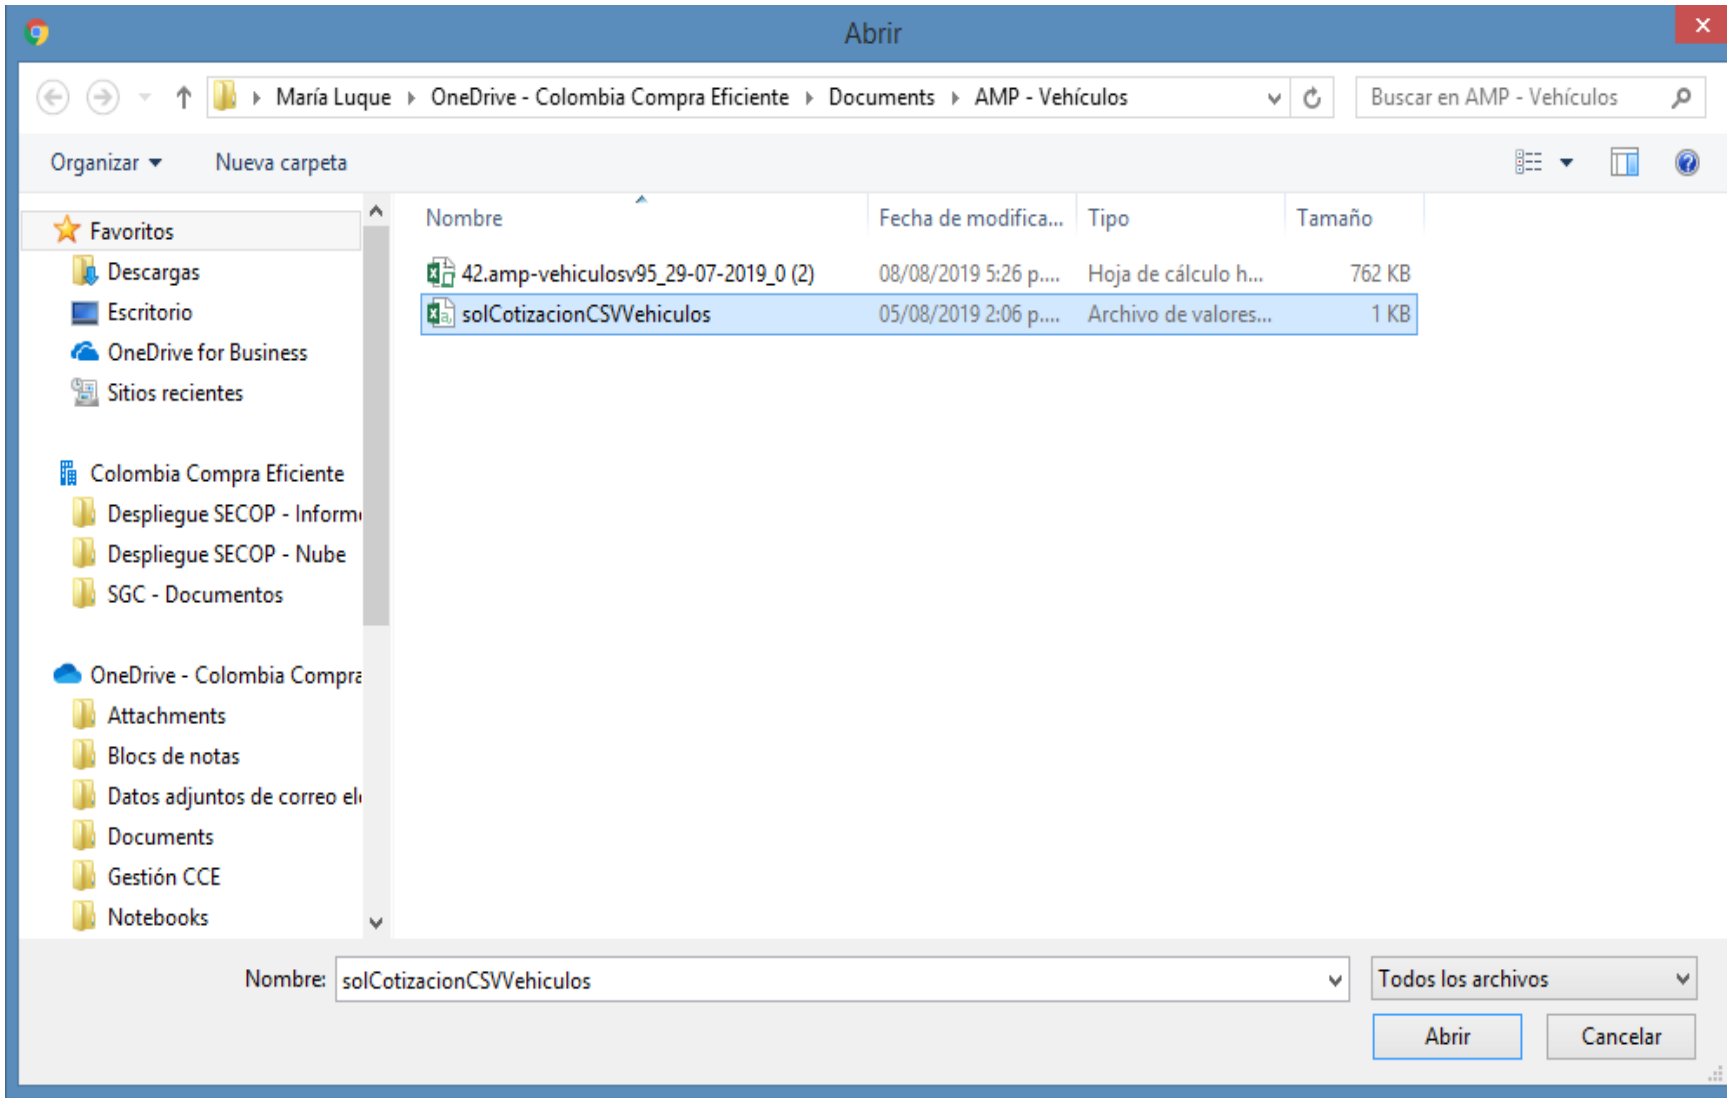 Abrir
María Luque OneDrive - Colombia Compra Eficiente Documents AMP - Vehículos Buscar en AMP - Vehículos
Organizar Nueva carpeta
Nombre Fecha de modifica... Tipo Tamaño
42.amp-vehiculosv95_29-07-2019_0 (2) 08/08/2019 5:26 p.... Hoja de cálculo h... 762 KB
solCotizacionCSVVehiculos 05/08/2019 2:06 p.... Archivo de valores... 1 KB
Favoritos
Descargas
Escritorio
OneDrive for Business
Sitios recientes
Colombia Compra Eficiente
Despliegue SECOP - Inform
Despliegue SECOP - Nube
SGC - Documentos
OneDrive - Colombia Compra
Attachments
Blocs de notas
Datos adjuntos de correo el
Documents
Gestión CCE
Notebooks
Nombre: solCotizacionCSVVehiculos Todos los archivos
Abrir Cancelar